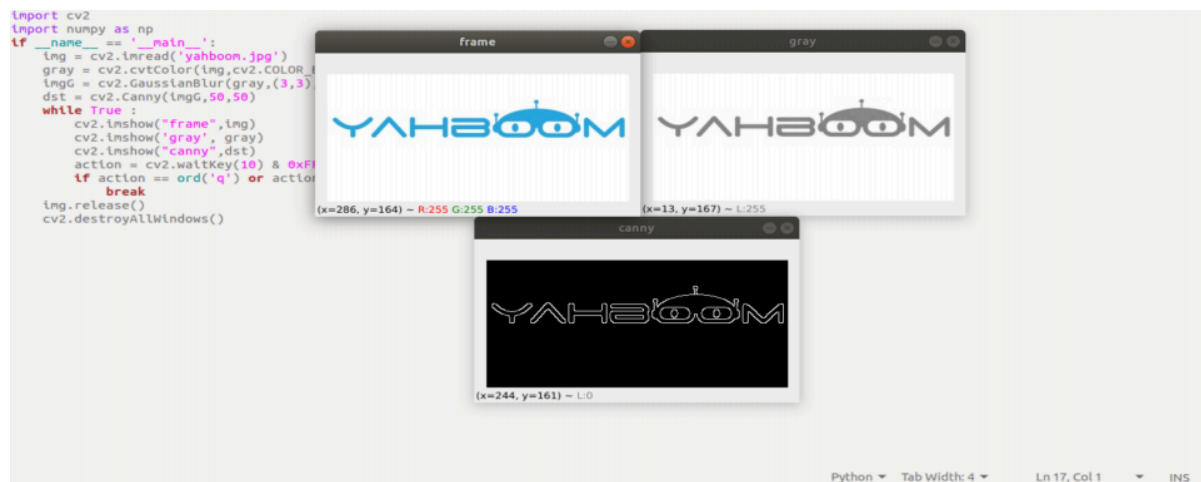 import cv2
import numpy as np
if __name__ == '__main__':
    img = cv2.imread('yahboom.jpg')
    gray = cv2.cvtColor(img,cv2.COLOR_
    imgG = cv2.GaussianBlur(gray,(3,3)
    dst = cv2.Canny(imgG,50,50)
    while True :
        cv2.imshow("frame",img)
        cv2.imshow('gray', gray)
        cv2.imshow("canny",dst)
        action = cv2.waitKey(10) & 0xF
        if action == ord('q') or action
            break
    img.release()
    cv2.destroyAllWindows()
frame
YAHBOOM
(x=286, y=164) ~ R:255 G:255 B:255
gray
YAHBOOM
(x=13, y=167) ~ L:255
canny
YAHBOOM
(x=244, y=161) ~ L:0
Python Tab Width: 4 Ln 17, Col 1 INS